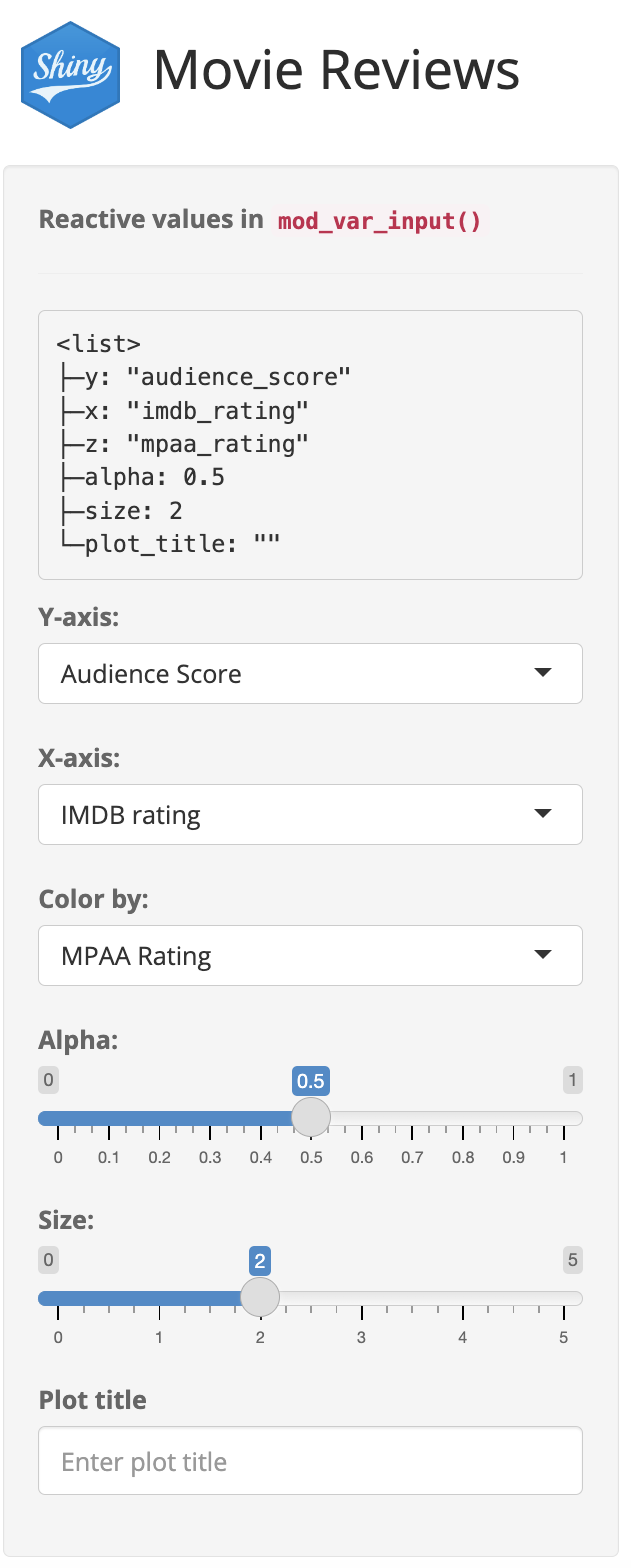 Shiny
Movie Reviews
Reactive values in mod_var_input()
<list>
├─y: "audience_score"
├─x: "imdb_rating"
├─z: "mpaa_rating"
├─alpha: 0.5
├─size: 2
└─plot_title: ""
Y-axis:
Audience Score
X-axis:
IMDB rating
Color by:
MPAA Rating
Alpha:
0 0.5 1
0 0.1 0.2 0.3 0.4 0.5 0.6 0.7 0.8 0.9 1
Size:
0 2 5
0 1 2 3 4 5
Plot title
Enter plot title